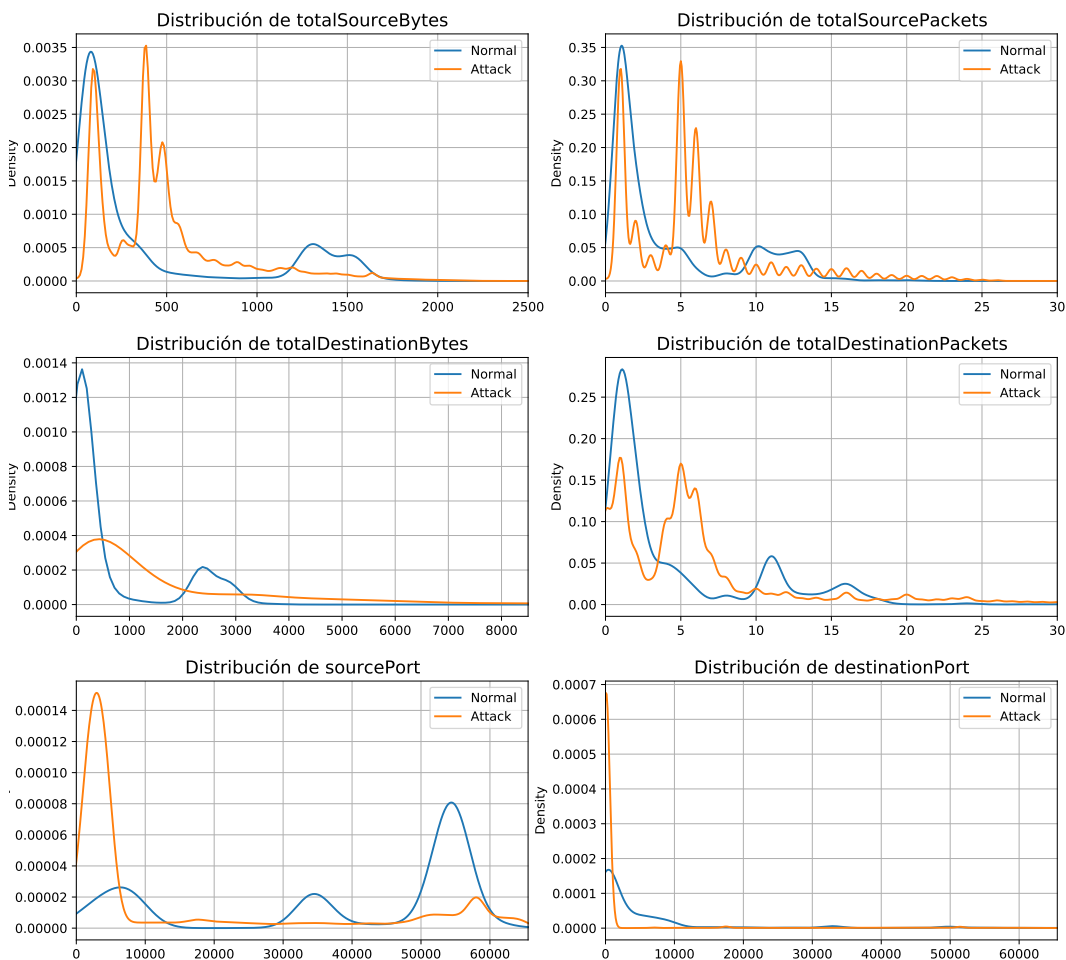 Distribución de totalSourceBytes
Density
0.0035
0.0030
0.0025
0.0020
0.0015
0.0010
0.0005
0.0000
0 500 1000 1500 2000 2500
Normal
Attack
Distribución de totalSourcePackets
Density
0.35
0.30
0.25
0.20
0.15
0.10
0.05
0.00
0 5 10 15 20 25 30
Normal
Attack
Distribución de totalDestinationBytes
Density
0.0014
0.0012
0.0010
0.0008
0.0006
0.0004
0.0002
0.0000
0 1000 2000 3000 4000 5000 6000 7000 8000
Normal
Attack
Distribución de totalDestinationPackets
Density
0.25
0.20
0.15
0.10
0.05
0.00
0 5 10 15 20 25 30
Normal
Attack
Distribución de sourcePort
0.00014
0.00012
0.00010
0.00008
0.00006
0.00004
0.00002
0.00000
0 10000 20000 30000 40000 50000 60000
Normal
Attack
Distribución de destinationPort
Density
0.0007
0.0006
0.0005
0.0004
0.0003
0.0002
0.0001
0.0000
0 10000 20000 30000 40000 50000 60000
Normal
Attack